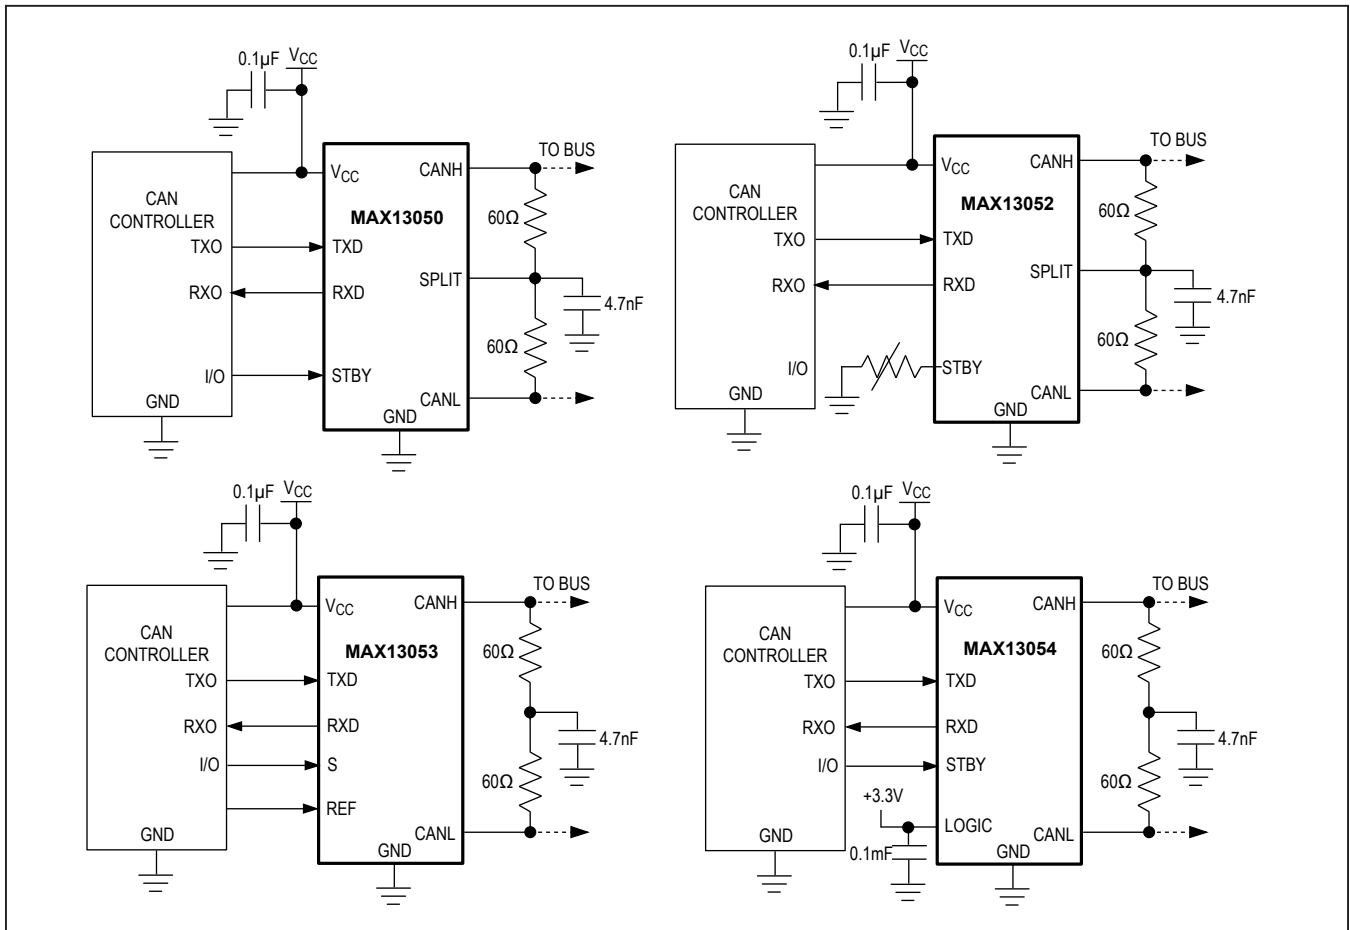 0.1µF VCC
TO BUS
CAN
CONTROLLER
VCC
CANH
MAX13050
60Ω
TXO
TXD
RXO
RXD
SPLIT
4.7nF
60Ω
I/O
STBY
GND
CANL
GND
0.1µF VCC
TO BUS
CAN
CONTROLLER
VCC
CANH
MAX13052
60Ω
TXO
TXD
RXO
RXD
SPLIT
4.7nF
60Ω
I/O
STBY
GND
CANL
GND
0.1µF VCC
TO BUS
CAN
CONTROLLER
VCC
CANH
MAX13053
60Ω
TXO
TXD
RXO
RXD
4.7nF
I/O
S
60Ω
REF
GND
CANL
GND
0.1µF VCC
TO BUS
CAN
CONTROLLER
VCC
CANH
MAX13054
60Ω
TXO
TXD
RXO
RXD
4.7nF
I/O
STBY
60Ω
+3.3V
LOGIC
0.1mF
GND
CANL
GND